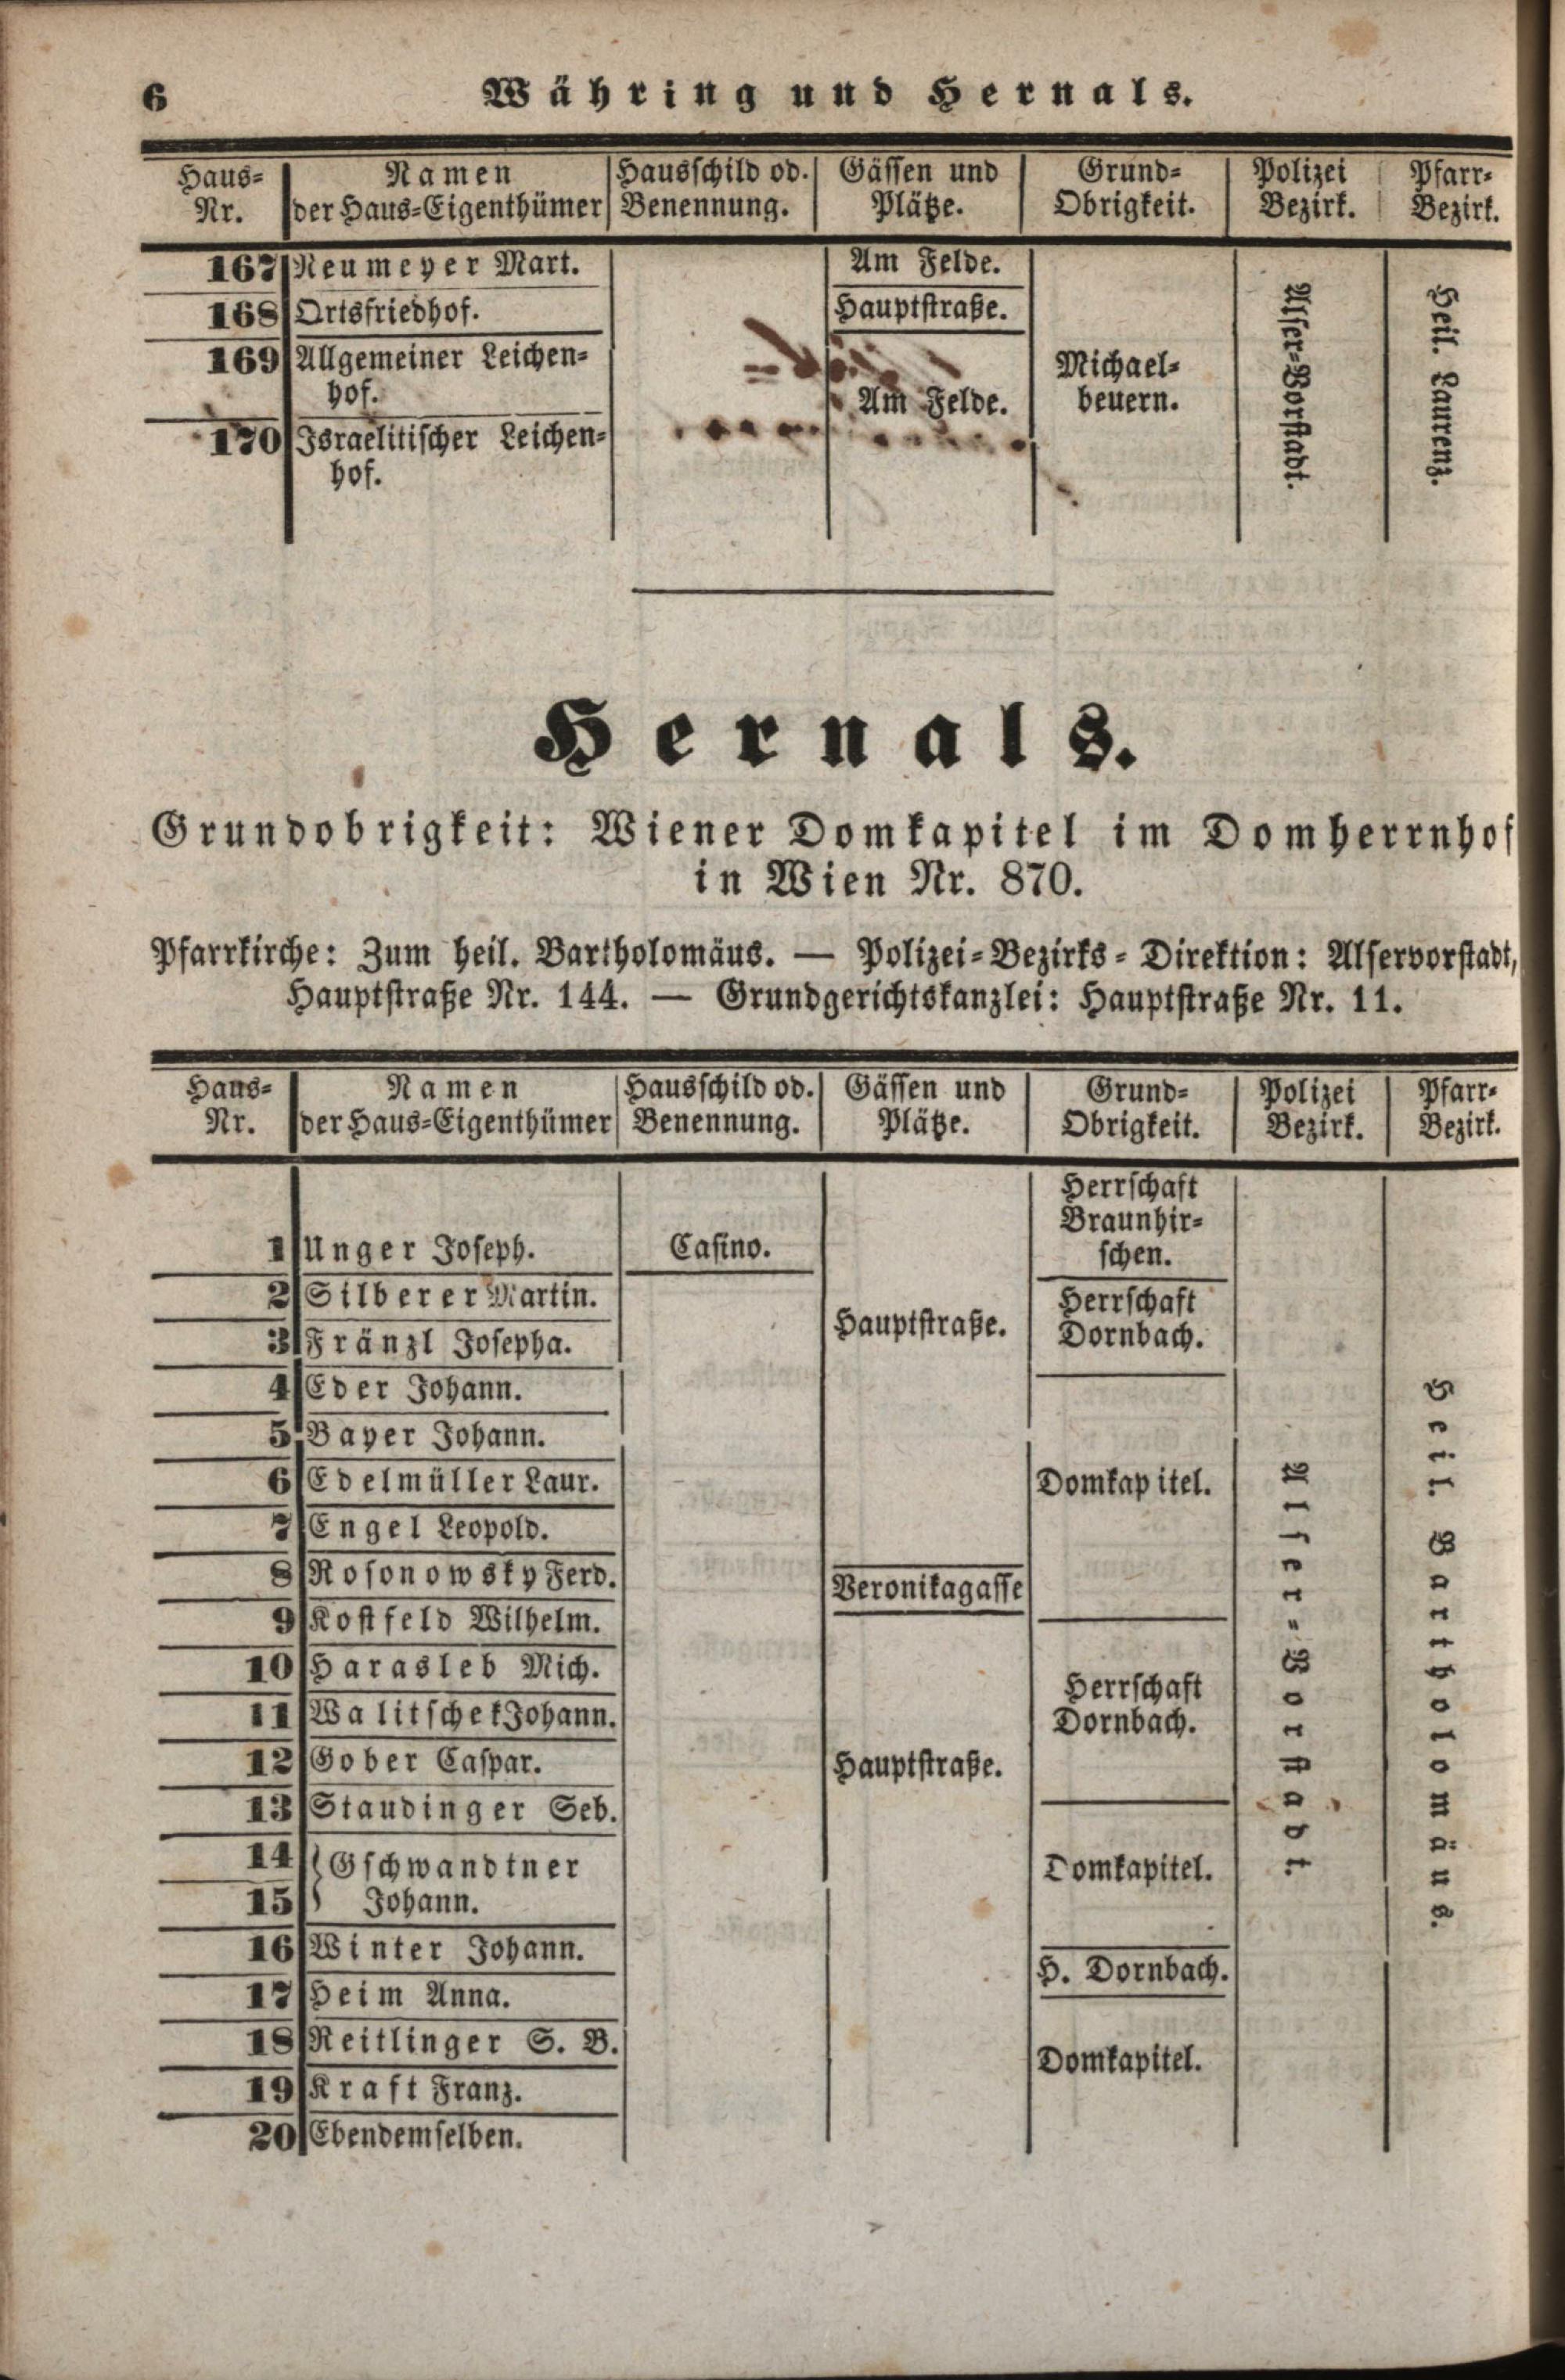 6 Währing und Hernals.
Haus- Namen Hausschild od. Gässen und Grund- Polizei Pfarr-
Nr. der Haus-Eigenthümer Benennung. Plätze. Obrigkeit. Bezirk. Bezirk.
167 Neumeyer Mart. Am Felde.
168 Ortsfriedhof. Hauptstraße.
169 Allgemeiner Leichen- Michael-
hof. Am Felde. beuern.
170 Israelitischer Leichen-
hof.
Alser-Vorstadt.
Heil. Laurenz.
Hernals.
Grundobrigkeit: Wiener Domkapitel im Domherrnhof
in Wien Nr. 870.
Pfarrkirche: Zum heil. Bartholomäus. — Polizei-Bezirks-Direktion: Alservorstadt,
Hauptstraße Nr. 144. — Grundgerichtskanzlei: Hauptstraße Nr. 11.
Haus- Namen Hausschild od. Gässen und Grund- Polizei Pfarr-
Nr. der Haus-Eigenthümer Benennung. Plätze. Obrigkeit. Bezirk. Bezirk.
Herrschaft
Braunhir-
1 Unger Joseph. Casino. schen.
2 Silberer Martin. Herrschaft
3 Fränzl Josepha. Hauptstraße. Dornbach.
4 Eder Johann.
5 Bayer Johann.
6 Edelmüller Laur. Domkapitel.
7 Engel Leopold.
8 Rosonowsky Ferd. Veronikagasse
9 Kostfeld Wilhelm.
10 Harasleb Mich. Herrschaft
11 Walitschek Johann. Dornbach.
12 Gober Caspar. Hauptstraße.
13 Staudinger Seb.
14 Gschwandtner Domkapitel.
15 Johann.
16 Winter Johann. H. Dornbach.
17 Heim Anna.
18 Reitlinger S. B. Domkapitel.
19 Kraft Franz.
20 Ebendemselben.
Alser-Vorstadt.
Heil. Bartholomäus.